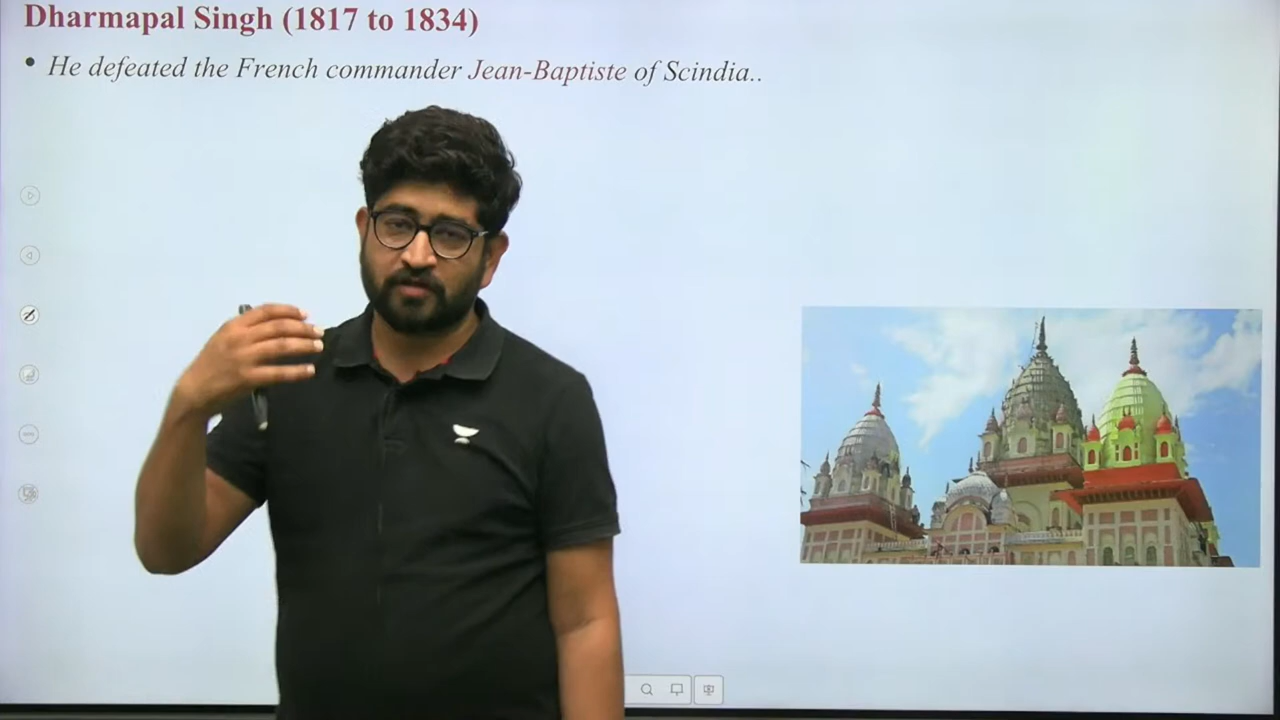 Dharmapal Singh (1817 to 1834)
• He defeated the French commander Jean-Baptiste of Scindia..